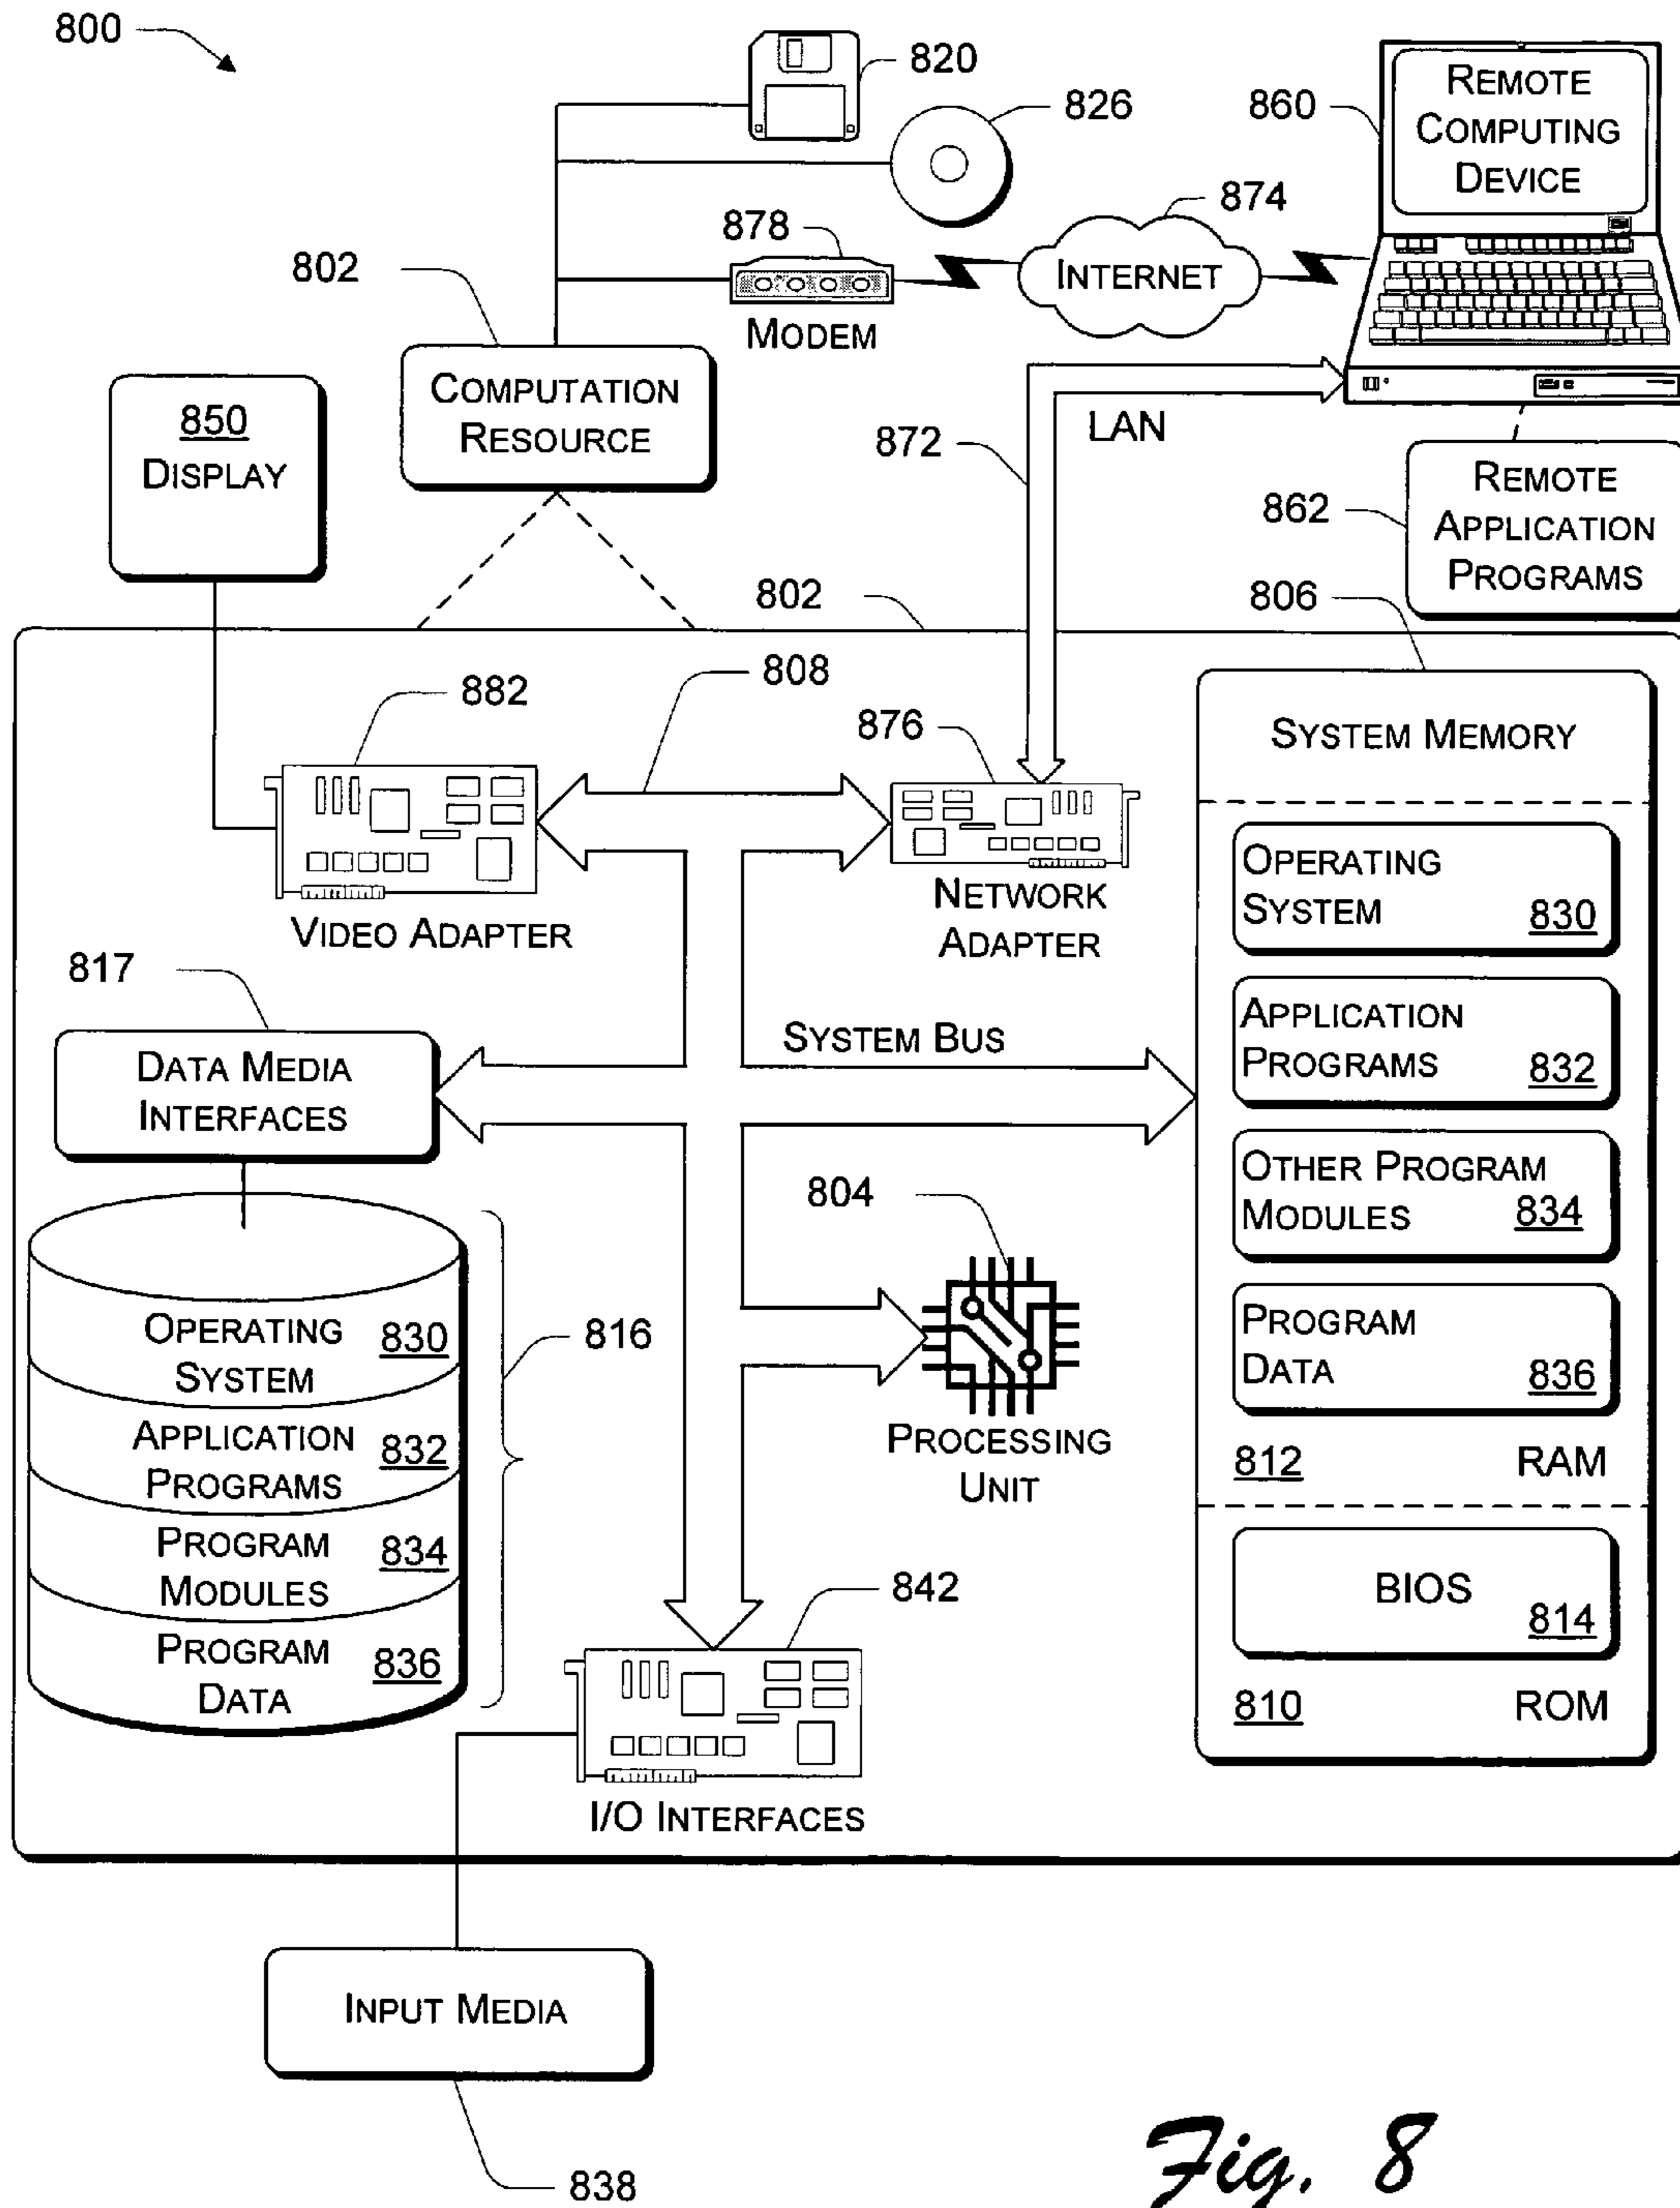 800
820
826
860
REMOTE
COMPUTING
DEVICE
874
878
INTERNET
802
MODEM
COMPUTATION
RESOURCE
850
DISPLAY
872
LAN
862
REMOTE
APPLICATION
PROGRAMS
802
806
808
882
876
SYSTEM MEMORY
VIDEO ADAPTER
NETWORK
ADAPTER
OPERATING
SYSTEM 830
817
DATA MEDIA
INTERFACES
SYSTEM BUS
APPLICATION
PROGRAMS 832
OTHER PROGRAM
MODULES 834
804
PROCESSING
UNIT
PROGRAM
DATA 836
812 RAM
BIOS
814
810 ROM
OPERATING
SYSTEM 830
816
APPLICATION
PROGRAMS 832
PROGRAM
MODULES 834
PROGRAM
DATA 836
842
I/O INTERFACES
INPUT MEDIA
838
Fig. 8